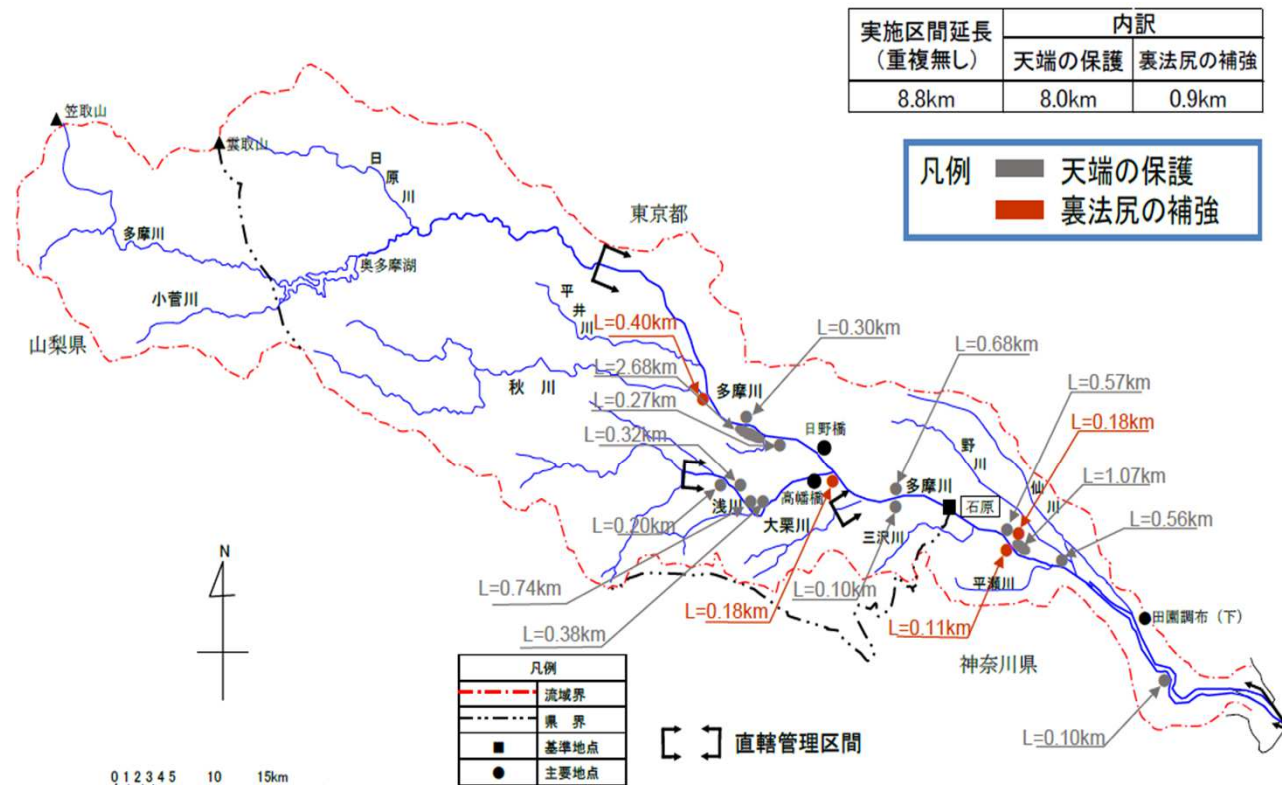 実施区間延長
(重複無し)
内訳
天端の保護
裏法尻の補強
8.8km
8.0km
0.9km
凡例
天端の保護
裏法尻の補強
笠取山
雲取山
日原川
東京都
多摩川
奥多摩湖
小菅川
平井川
山梨県
L=0.40km
L=0.30km
L=0.68km
L=2.68km
多摩川
L=0.57km
秋川
L=0.27km
L=0.18km
日野橋
L=0.32km
野川
仙川
L=1.07km
高幡橋
多摩川
石原
浅川
L=0.20km
大栗川
三沢川
L=0.56km
L=0.74km
L=0.10km
平瀬川
L=0.18km
L=0.11km
田園調布（下）
L=0.38km
神奈川県
N
凡例
流域界
県 界
基準地点
主要地点
直轄管理区間
L=0.10km
0 1 2 3 4 5 10 15km